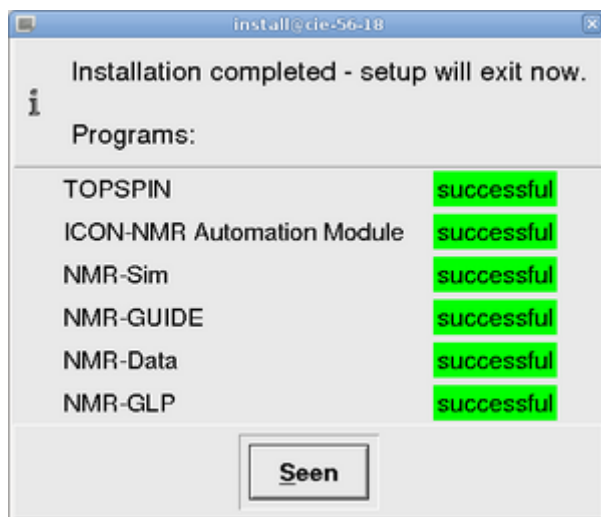 install@cie-56-18
Installation completed - setup will exit now.
Programs:
TOPSPIN successful
ICON-NMR Automation Module successful
NMR-Sim successful
NMR-GUIDE successful
NMR-Data successful
NMR-GLP successful
Seen